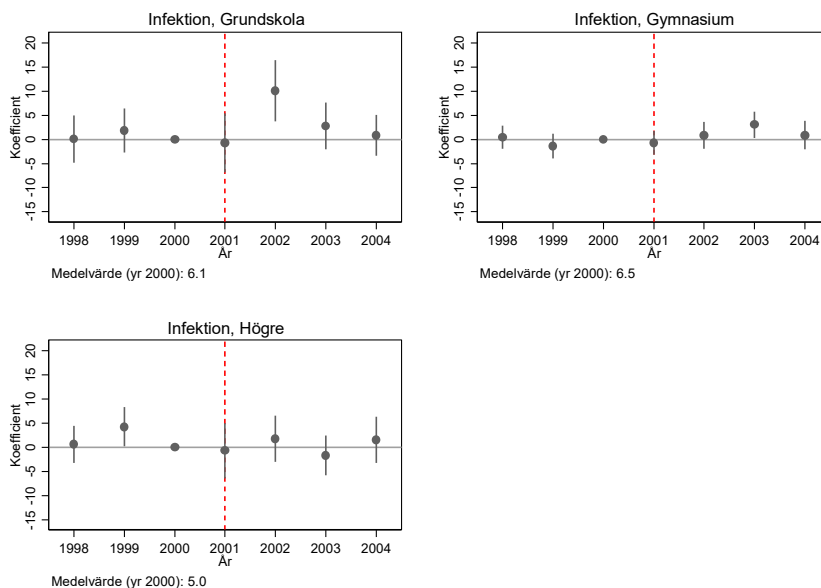 Infektion, Grundskola
Koefficient
20
15
10
5
0
-5
-10
-15
1998 1999 2000 2001 2002 2003 2004
År
Medelvärde (yr 2000): 6.1
Infektion, Gymnasium
Koefficient
20
15
10
5
0
-5
-10
-15
1998 1999 2000 2001 2002 2003 2004
År
Medelvärde (yr 2000): 6.5
Infektion, Högre
Koefficient
20
15
10
5
0
-5
-10
-15
1998 1999 2000 2001 2002 2003 2004
År
Medelvärde (yr 2000): 5.0